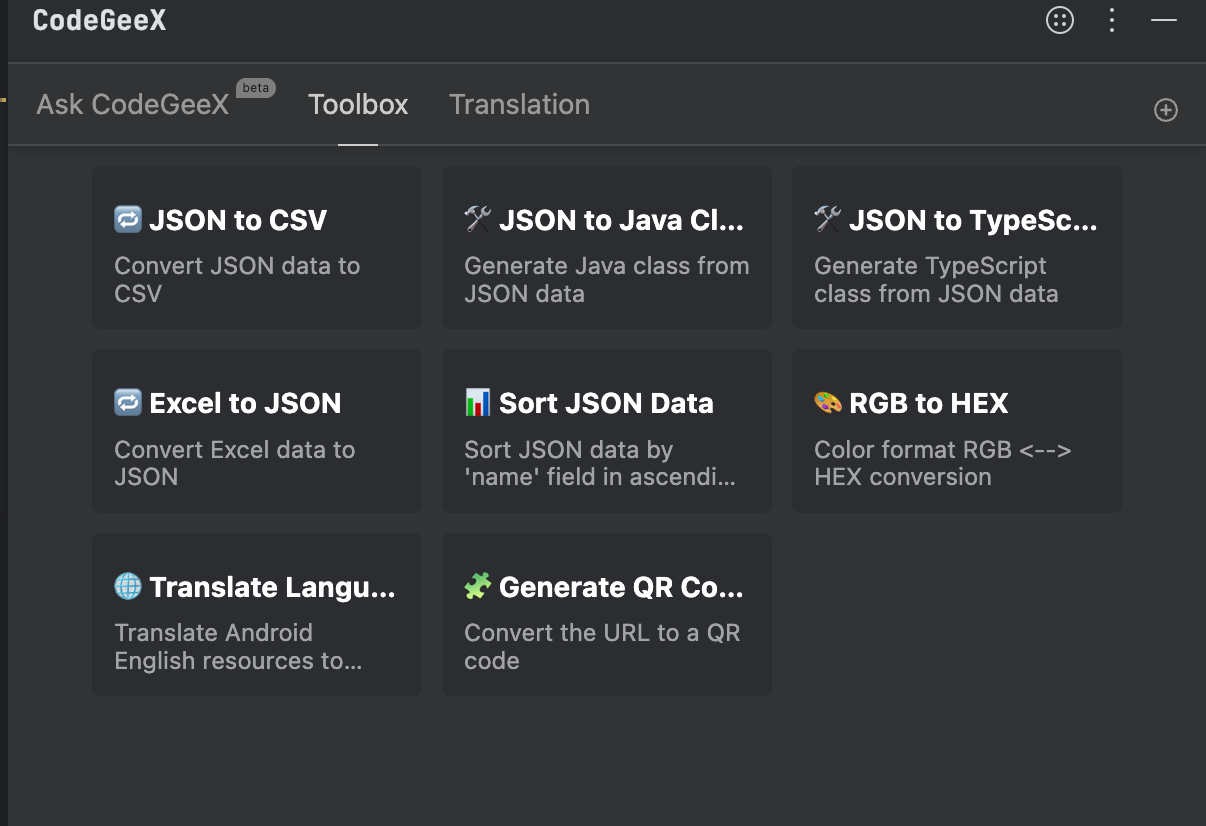 CodeGeeX
Ask CodeGeeX beta Toolbox Translation
JSON to CSV
Convert JSON data to
CSV
JSON to Java Cl...
Generate Java class from
JSON data
JSON to TypeSc...
Generate TypeScript
class from JSON data
Excel to JSON
Convert Excel data to
JSON
Sort JSON Data
Sort JSON data by
'name' field in ascendi...
RGB to HEX
Color format RGB <-->
HEX conversion
Translate Langu...
Translate Android
English resources to...
Generate QR Co...
Convert the URL to a QR
code